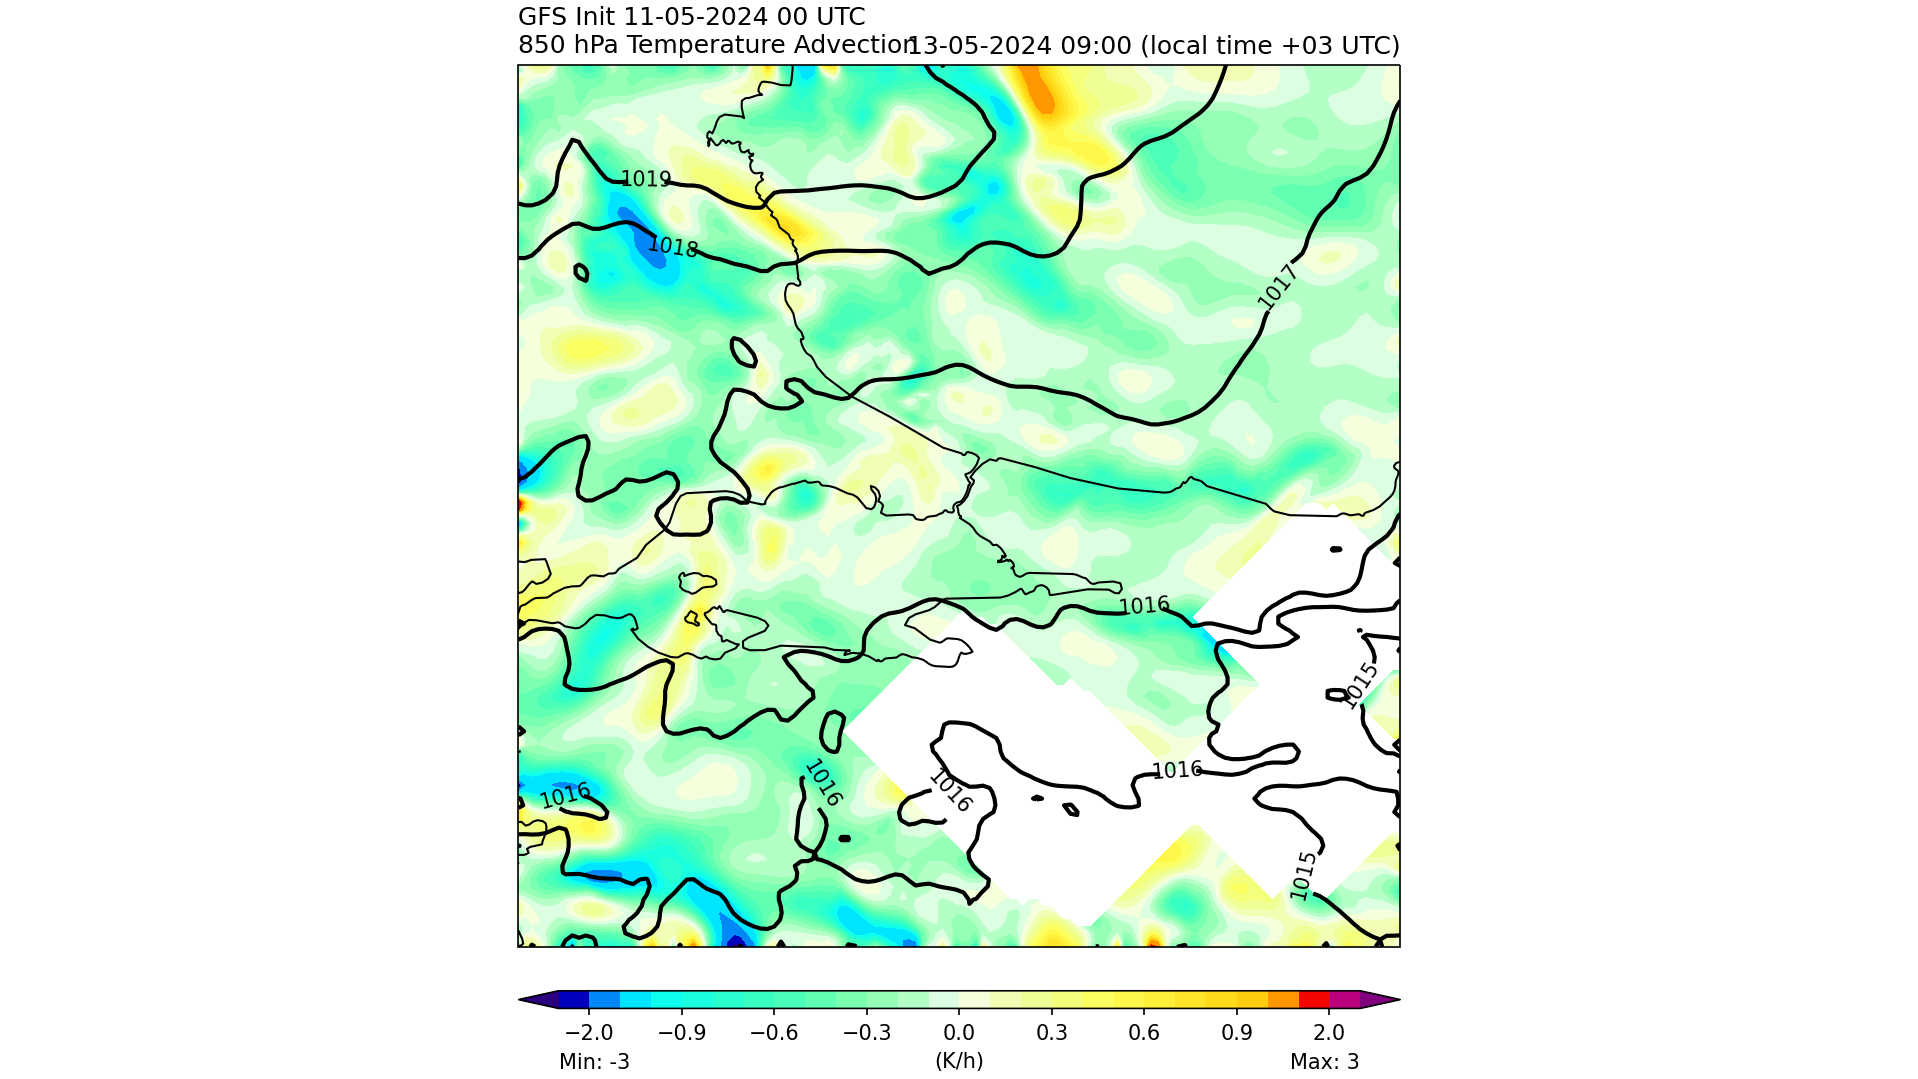 GFS Init 11-05-2024 00 UTC
850 hPa Temperature Advection
13-05-2024 09:00 (local time +03 UTC)
1019
1018
1017
1016
1015
1016
1016
1016
1016
1015
−2.0 −0.9 −0.6 −0.3 0.0 0.3 0.6 0.9 2.0
Min: -3 (K/h) Max: 3